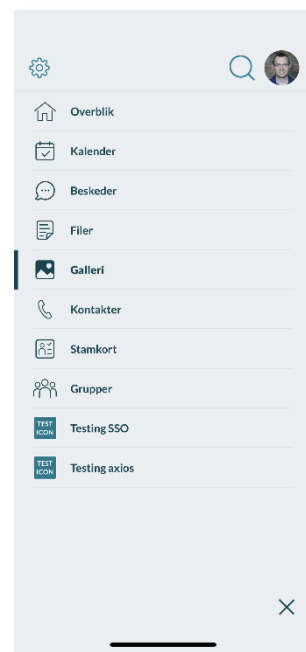 Overblik
Kalender
Beskeder
Filer
Galleri
Kontakter
Stamkort
Grupper
TEST
ICON
Testing SSO
TEST
ICON
Testing axios